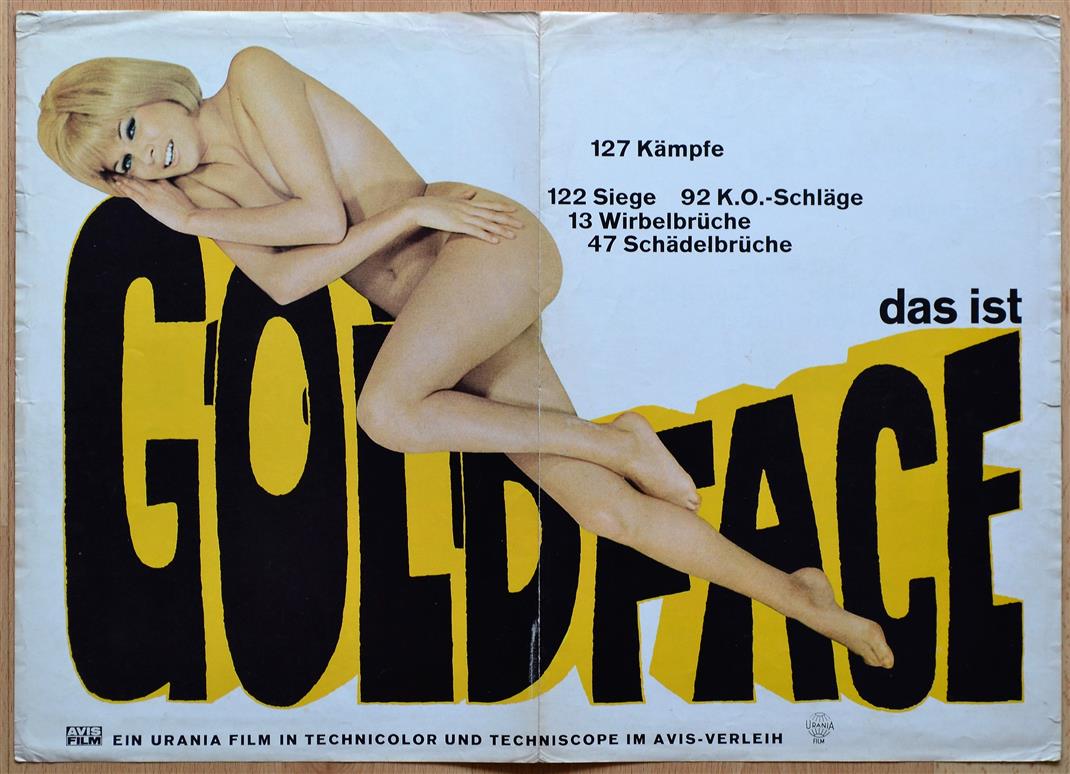 127 Kämpfe
122 Siege 92 K.O.-Schläge
13 Wirbelbrüche
47 Schädelbrüche
das ist
GOLDFACE
AVIS
FILM
EIN URANIA FILM IN TECHNICOLOR UND TECHNISCOPE IM AVIS-VERLEIH
URANIA
FILM